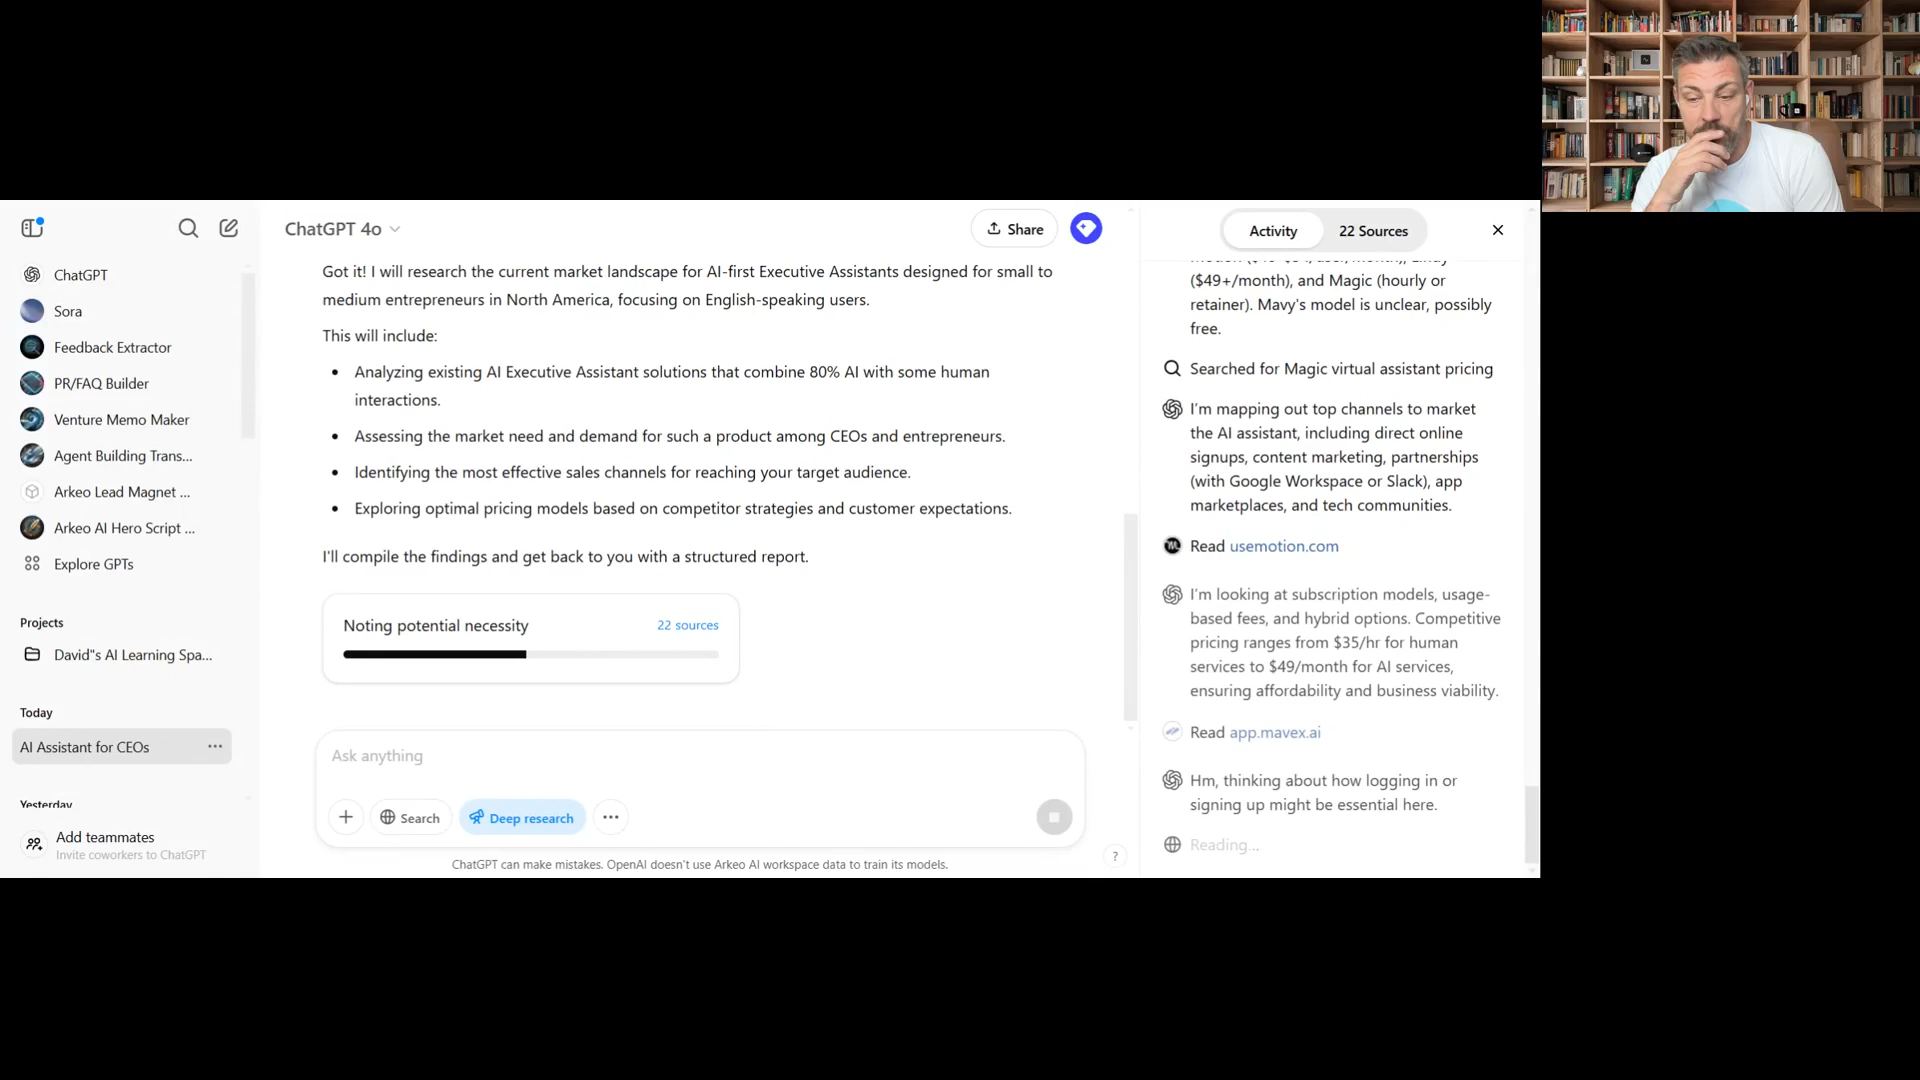 ChatGPT
Sora
Feedback Extractor
PR/FAQ Builder
Venture Memo Maker
Agent Building Trans...
Arkeo Lead Magnet ...
Arkeo AI Hero Script ...
Explore GPTs
Projects
David"s AI Learning Spa...
Today
AI Assistant for CEOs
Yesterday
Add teammates
Invite coworkers to ChatGPT
ChatGPT 4o
Share
Got it! I will research the current market landscape for AI-first Executive Assistants designed for small to
medium entrepreneurs in North America, focusing on English-speaking users.
This will include:
Analyzing existing AI Executive Assistant solutions that combine 80% AI with some human
interactions.
Assessing the market need and demand for such a product among CEOs and entrepreneurs.
Identifying the most effective sales channels for reaching your target audience.
Exploring optimal pricing models based on competitor strategies and customer expectations.
I'll compile the findings and get back to you with a structured report.
Noting potential necessity
22 sources
Ask anything
Search
Deep research
ChatGPT can make mistakes. OpenAI doesn't use Arkeo AI workspace data to train its models.
?
Activity
22 Sources
($49+/month), and Magic (hourly or
retainer). Mavy's model is unclear, possibly
free.
Searched for Magic virtual assistant pricing
I'm mapping out top channels to market
the AI assistant, including direct online
signups, content marketing, partnerships
(with Google Workspace or Slack), app
marketplaces, and tech communities.
Read usemotion.com
I'm looking at subscription models, usage-
based fees, and hybrid options. Competitive
pricing ranges from $35/hr for human
services to $49/month for AI services,
ensuring affordability and business viability.
Read app.mavex.ai
Hm, thinking about how logging in or
signing up might be essential here.
Reading...